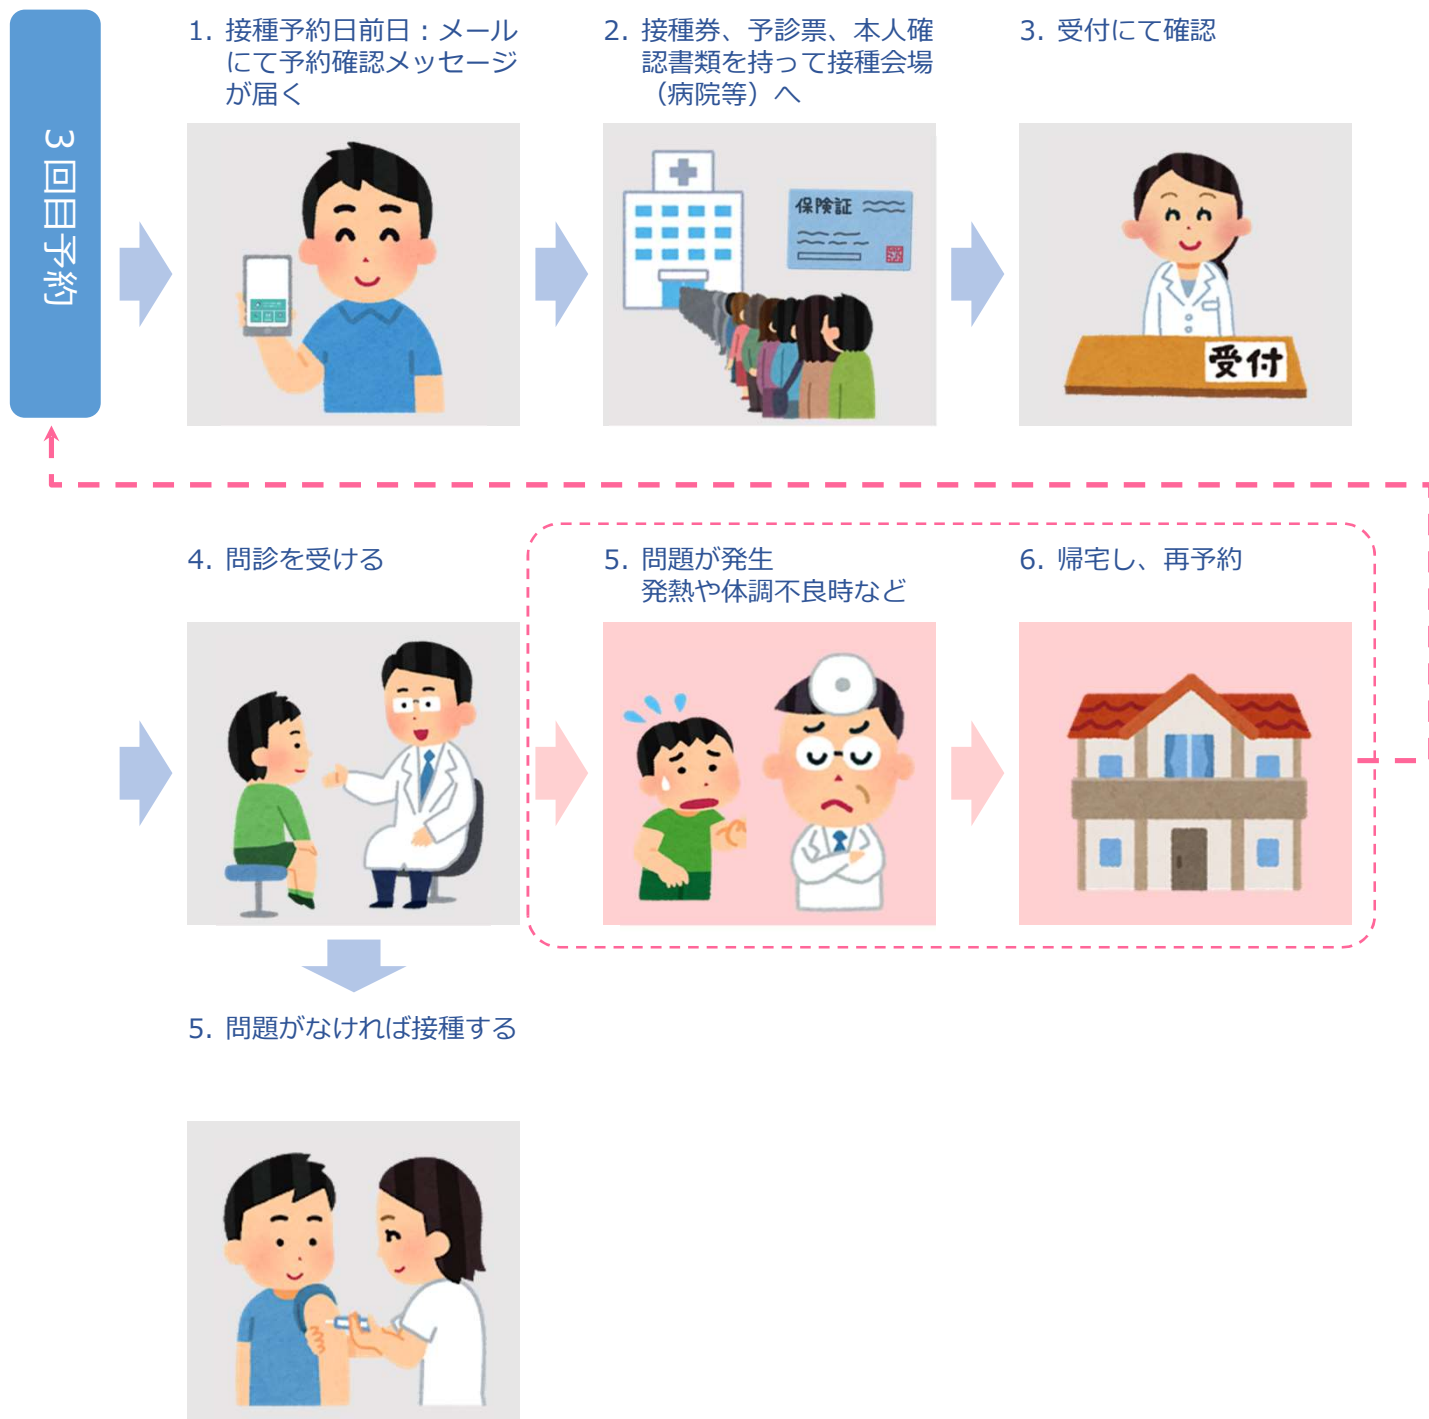 3回目予約
1. 接種予約日前日：メール
にて予約確認メッセージ
が届く
2. 接種券、予診票、本人確
認書類を持って接種会場
（病院等）へ
3. 受付にて確認
保険証
受付
4. 問診を受ける
5. 問題が発生
発熱や体調不良時など
6. 帰宅し、再予約
5. 問題がなければ接種する